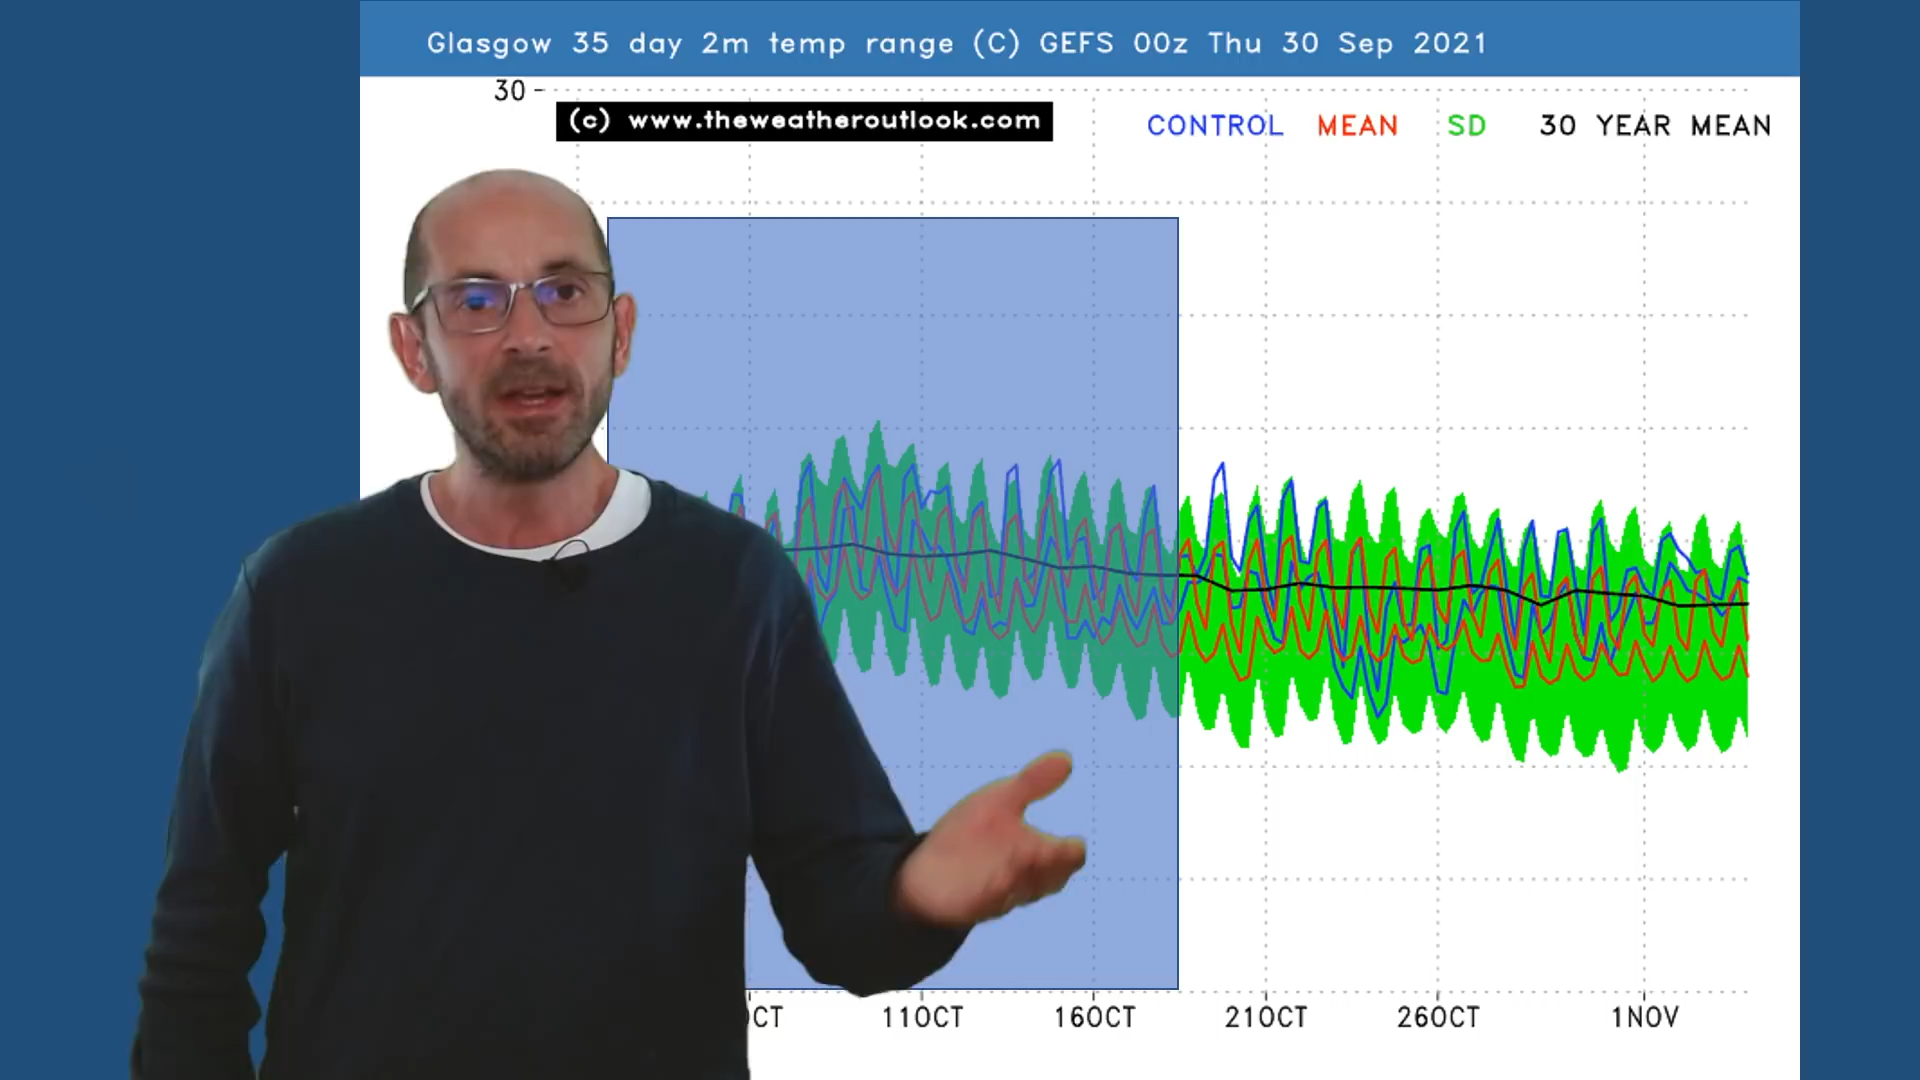 Glasgow 35 day 2m temp range (C) GEFS 00z Thu 30 Sep 2021
30
(c) www.theweatheroutlook.com
CONTROL MEAN SD 30 YEAR MEAN
11OCT 16OCT 21OCT 26OCT 1NOV